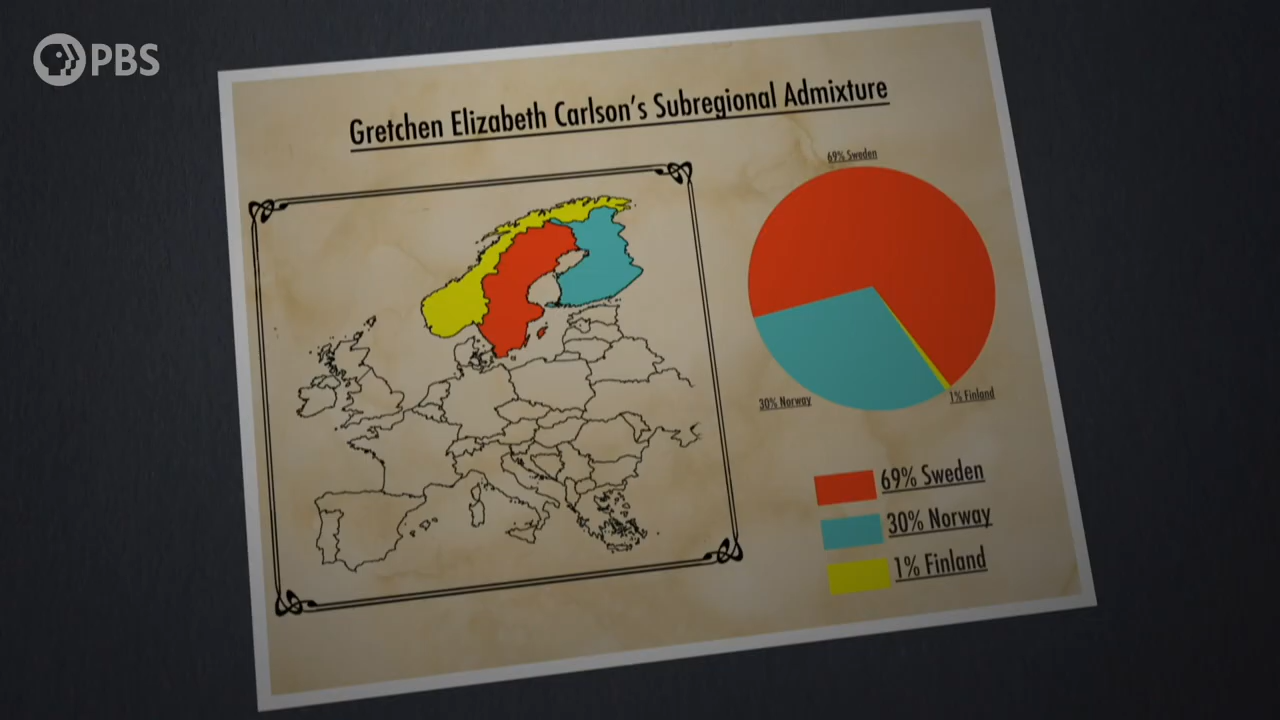 PBS
Gretchen Elizabeth Carlson's Subregional Admixture
69% Sweden
30% Norway
1% Finland
69% Sweden
30% Norway
1% Finland